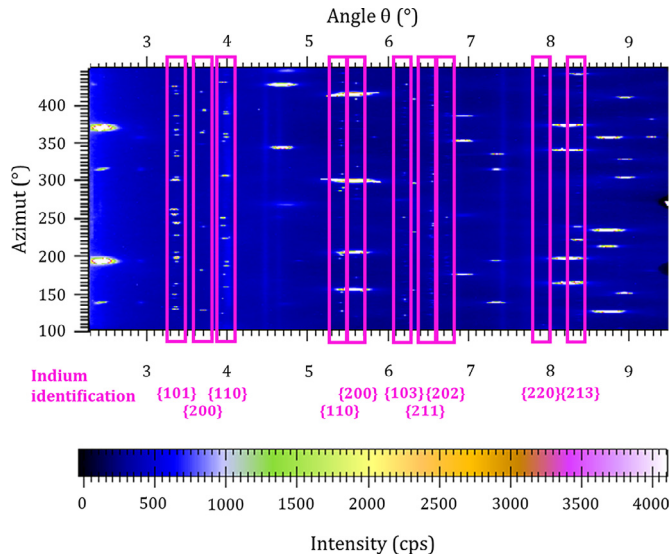 Angle θ (°)
3 4 5 6 7 8 9
Azimut (°)
400
350
300
250
200
150
100
3 4 5 6 7 8 9
Indium
identification
{101} {110} {200} {103} {202} {220} {213}
{200} {110} {211}
0 500 1000 1500 2000 2500 3000 3500 4000
Intensity (cps)